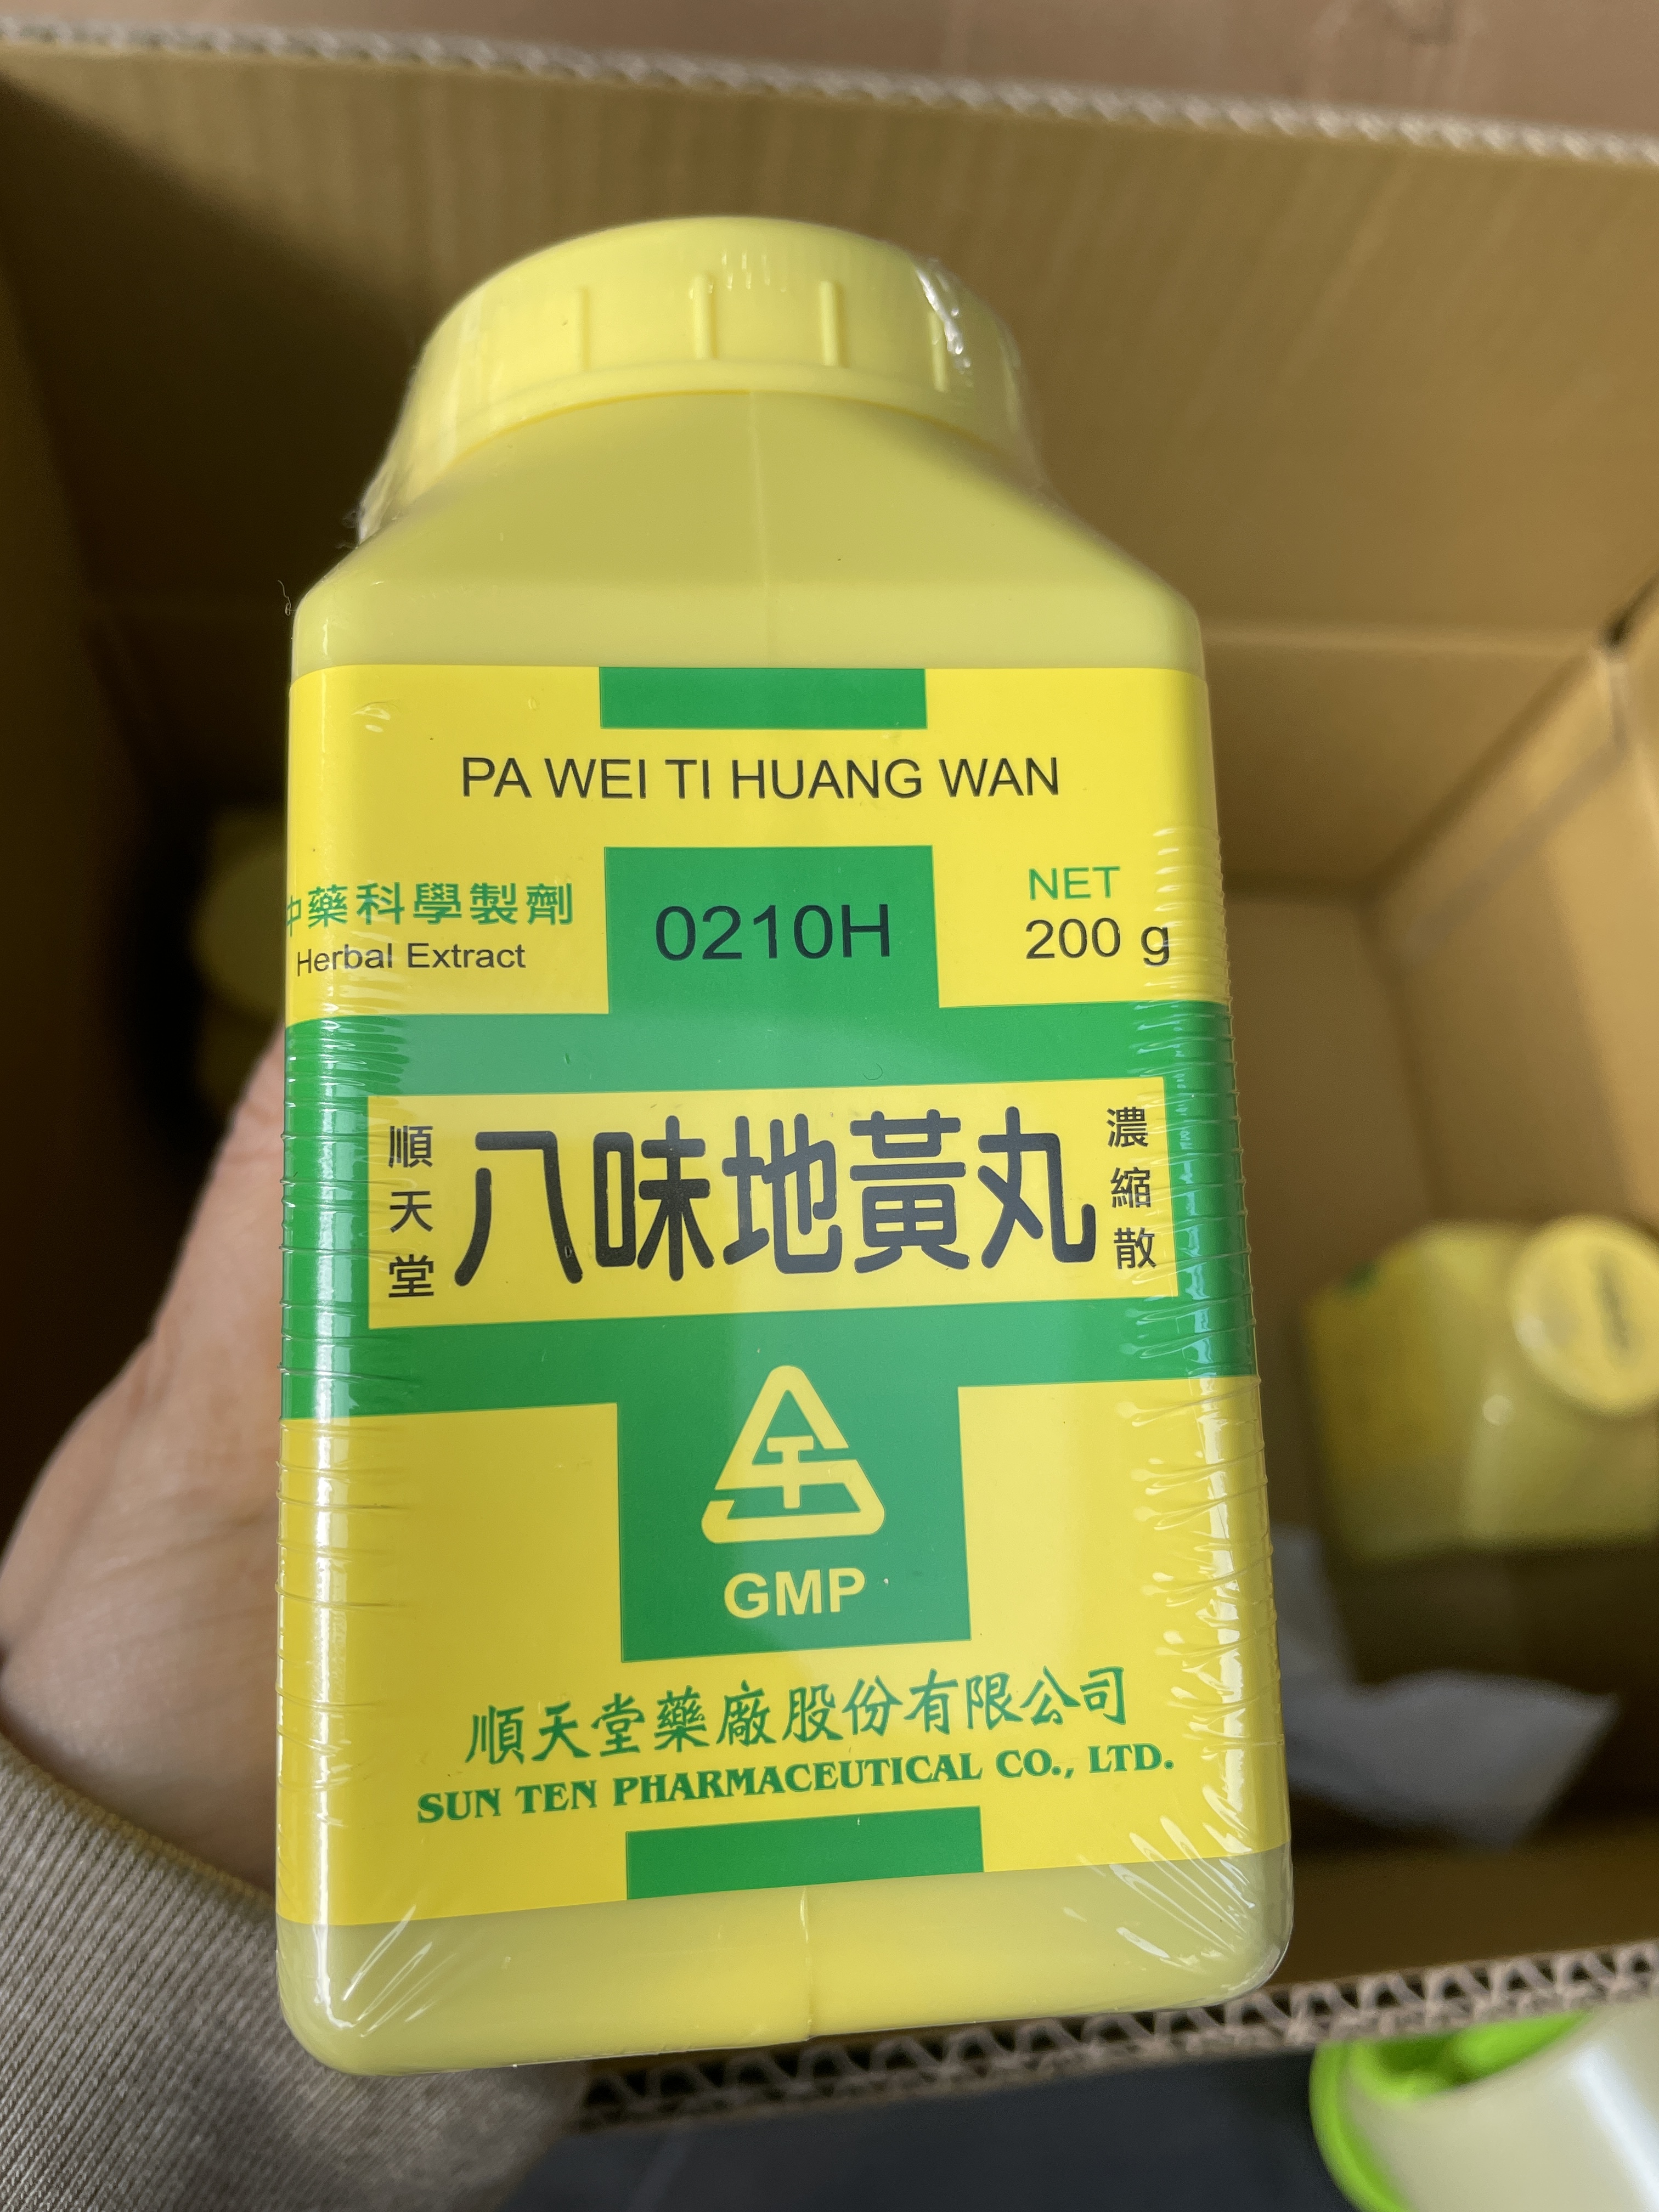 PA WEI TI HUANG WAN
中藥科學製劑
Herbal Extract
0210H
NET
200 g
順天堂
八味地黃丸
濃縮散
GMP
順天堂藥廠股份有限公司
SUN TEN PHARMACEUTICAL CO., LTD.